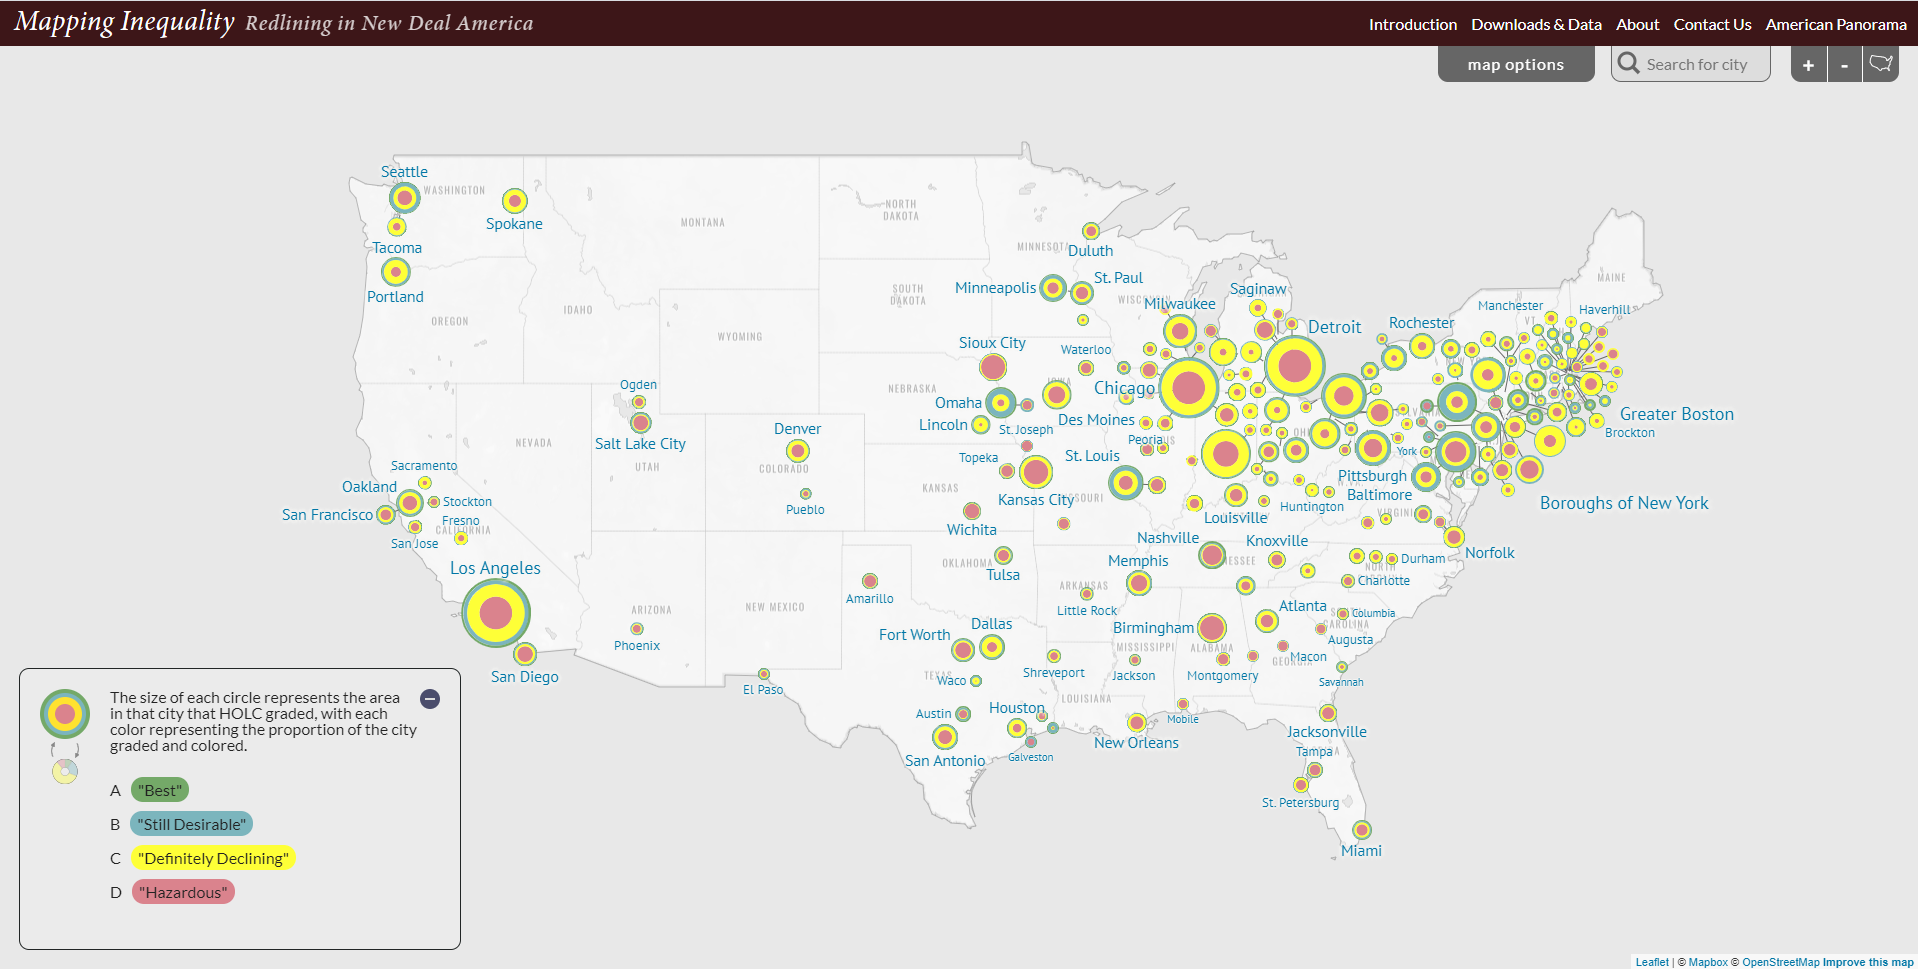 Mapping Inequality Redlining in New Deal America
Introduction Downloads & Data About Contact Us American Panorama
map options
Search for city
+ -
Seattle
WASHINGTON
Spokane
Tacoma
Portland
OREGON
IDAHO
MONTANA
WYOMING
NORTH
DAKOTA
SOUTH
DAKOTA
MINNESOTA
Duluth
Minneapolis
St. Paul
Milwaukee
Saginaw
Detroit
Rochester
Manchester
Haverhill
MAINE
Sioux City
Waterloo
NEBRASKA
Omaha
Lincoln
Chicago
Des Moines
St. Joseph
Peoria
Greater Boston
Brockton
Ogden
Salt Lake City
NEVADA
UTAH
Denver
COLORADO
Pueblo
Topeka
KANSAS
Kansas City
St. Louis
Pittsburgh
York
Baltimore
Boroughs of New York
Sacramento
Oakland
Stockton
San Francisco
Fresno
CALIFORNIA
San Jose
Wichita
Louisville
Huntington
Nashville
Knoxville
Norfolk
Los Angeles
OKLAHOMA
Tulsa
Memphis
Durham
NORTH
Charlotte
Amarillo
ARKANSAS
Little Rock
ARIZONA
NEW MEXICO
Phoenix
Fort Worth
Dallas
Birmingham
Atlanta
Columbia
CAROLINA
Augusta
San Diego
El Paso
TEXAS
Waco
Shreveport
MISSISSIPPI
Jackson
ALABAMA
Montgomery
Macon
Savannah
LOUISIANA
Austin
Houston
Mobile
San Antonio
Galveston
New Orleans
Jacksonville
Tampa
St. Petersburg
Miami
The size of each circle represents the area
in that city that HOLC graded, with each
color representing the proportion of the city
graded and colored.
A "Best"
B "Still Desirable"
C "Definitely Declining"
D "Hazardous"
Leaflet | © Mapbox © OpenStreetMap Improve this map